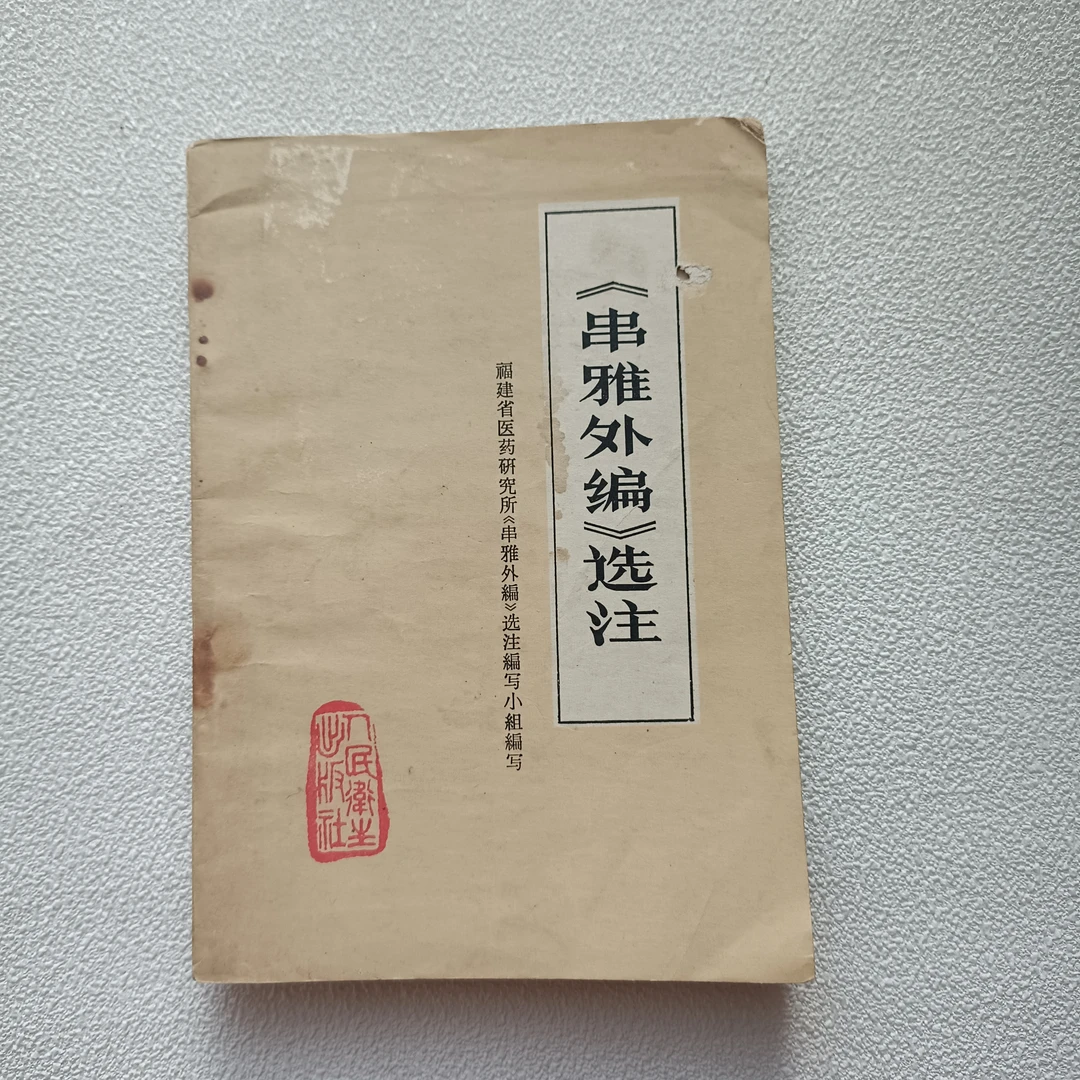 《串雅外编》选注
福建省医药研究所《串雅外編》选注編写小組編写
人民衛生
出版社